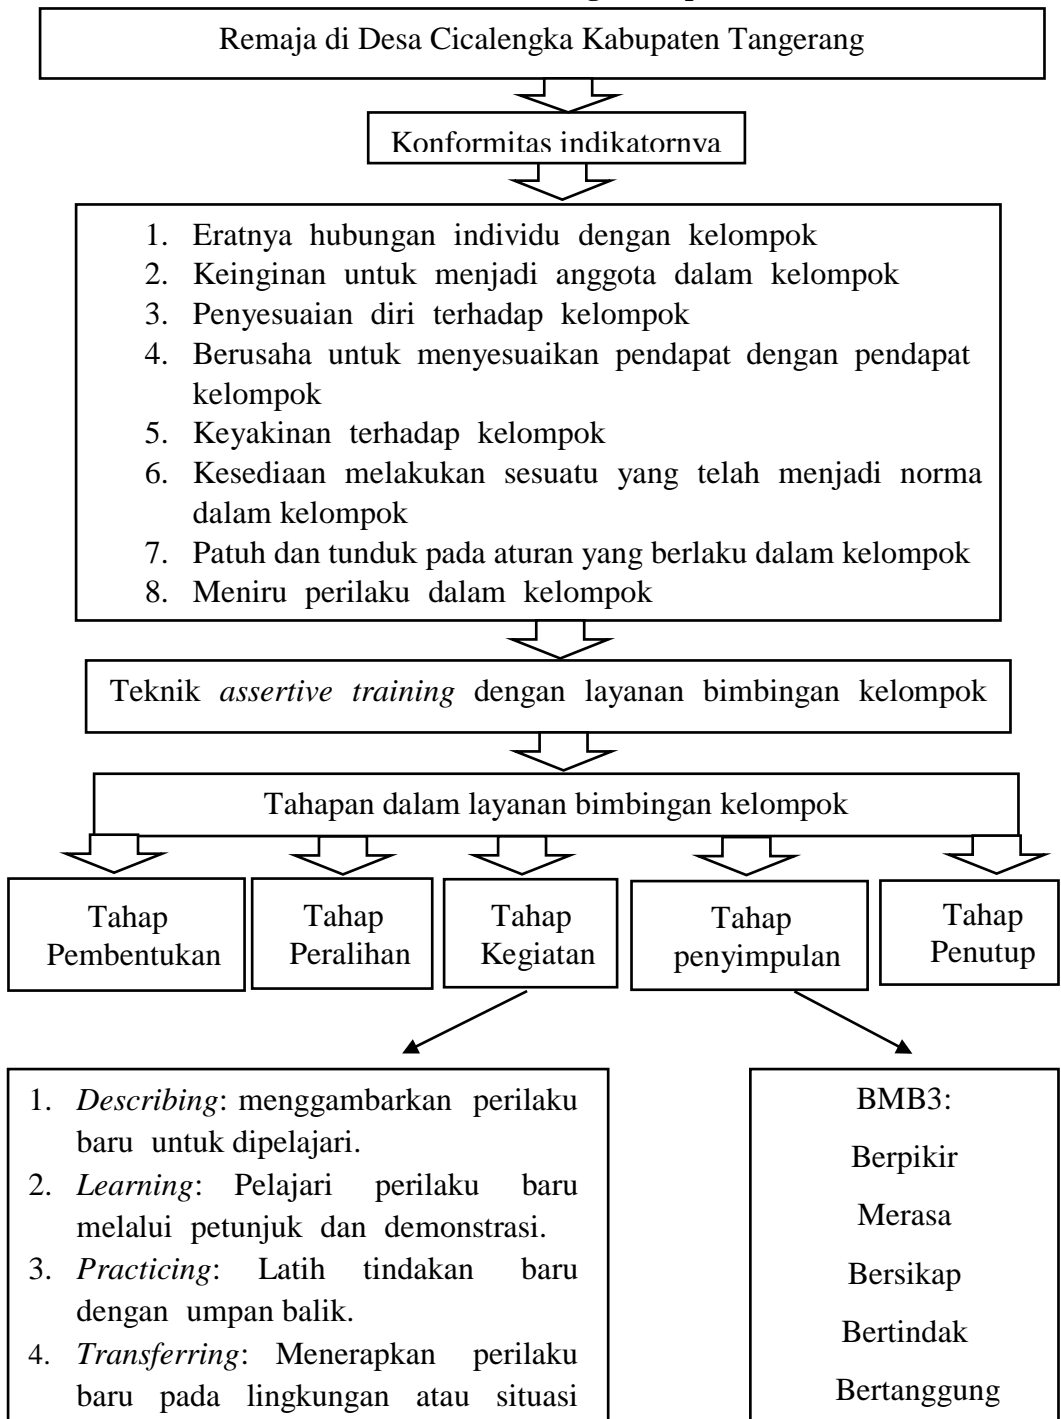 Remaja di Desa Cicalengka Kabupaten Tangerang
Konformitas indikatornya
1. Eratnya hubungan individu dengan kelompok
2. Keinginan untuk menjadi anggota dalam kelompok
3. Penyesuaian diri terhadap kelompok
4. Berusaha untuk menyesuaikan pendapat dengan pendapat
kelompok
5. Keyakinan terhadap kelompok
6. Kesediaan melakukan sesuatu yang telah menjadi norma
dalam kelompok
7. Patuh dan tunduk pada aturan yang berlaku dalam kelompok
8. Meniru perilaku dalam kelompok
Teknik assertive training dengan layanan bimbingan kelompok
Tahapan dalam layanan bimbingan kelompok
Tahap
Pembentukan
Tahap
Peralihan
Tahap
Kegiatan
Tahap
penyimpulan
Tahap
Penutup
1. Describing: menggambarkan perilaku
baru untuk dipelajari.
2. Learning: Pelajari perilaku baru
melalui petunjuk dan demonstrasi.
3. Practicing: Latih tindakan baru
dengan umpan balik.
4. Transferring: Menerapkan perilaku
baru pada lingkungan atau situasi
BMB3:
Berpikir
Merasa
Bersikap
Bertindak
Bertanggung